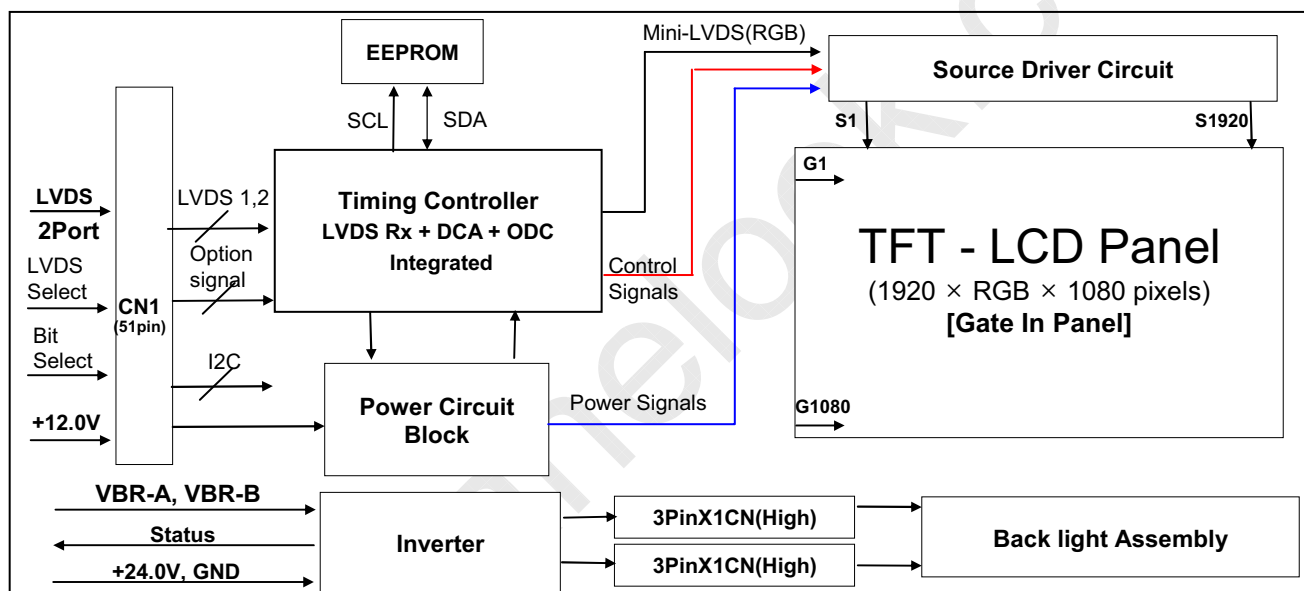 EEPROM
Mini-LVDS(RGB)
Source Driver Circuit
SCL
SDA
S1
S1920
LVDS
2Port
LVDS
Select
Bit
Select
+12.0V
CN1
(51pin)
LVDS 1,2
Option
signal
I2C
Timing Controller
LVDS Rx + DCA + ODC
Integrated
Control
Signals
Power Circuit
Block
Power Signals
G1
TFT - LCD Panel
(1920 × RGB × 1080 pixels)
[Gate In Panel]
G1080
VBR-A, VBR-B
Status
+24.0V, GND
Inverter
3PinX1CN(High)
3PinX1CN(High)
Back light Assembly